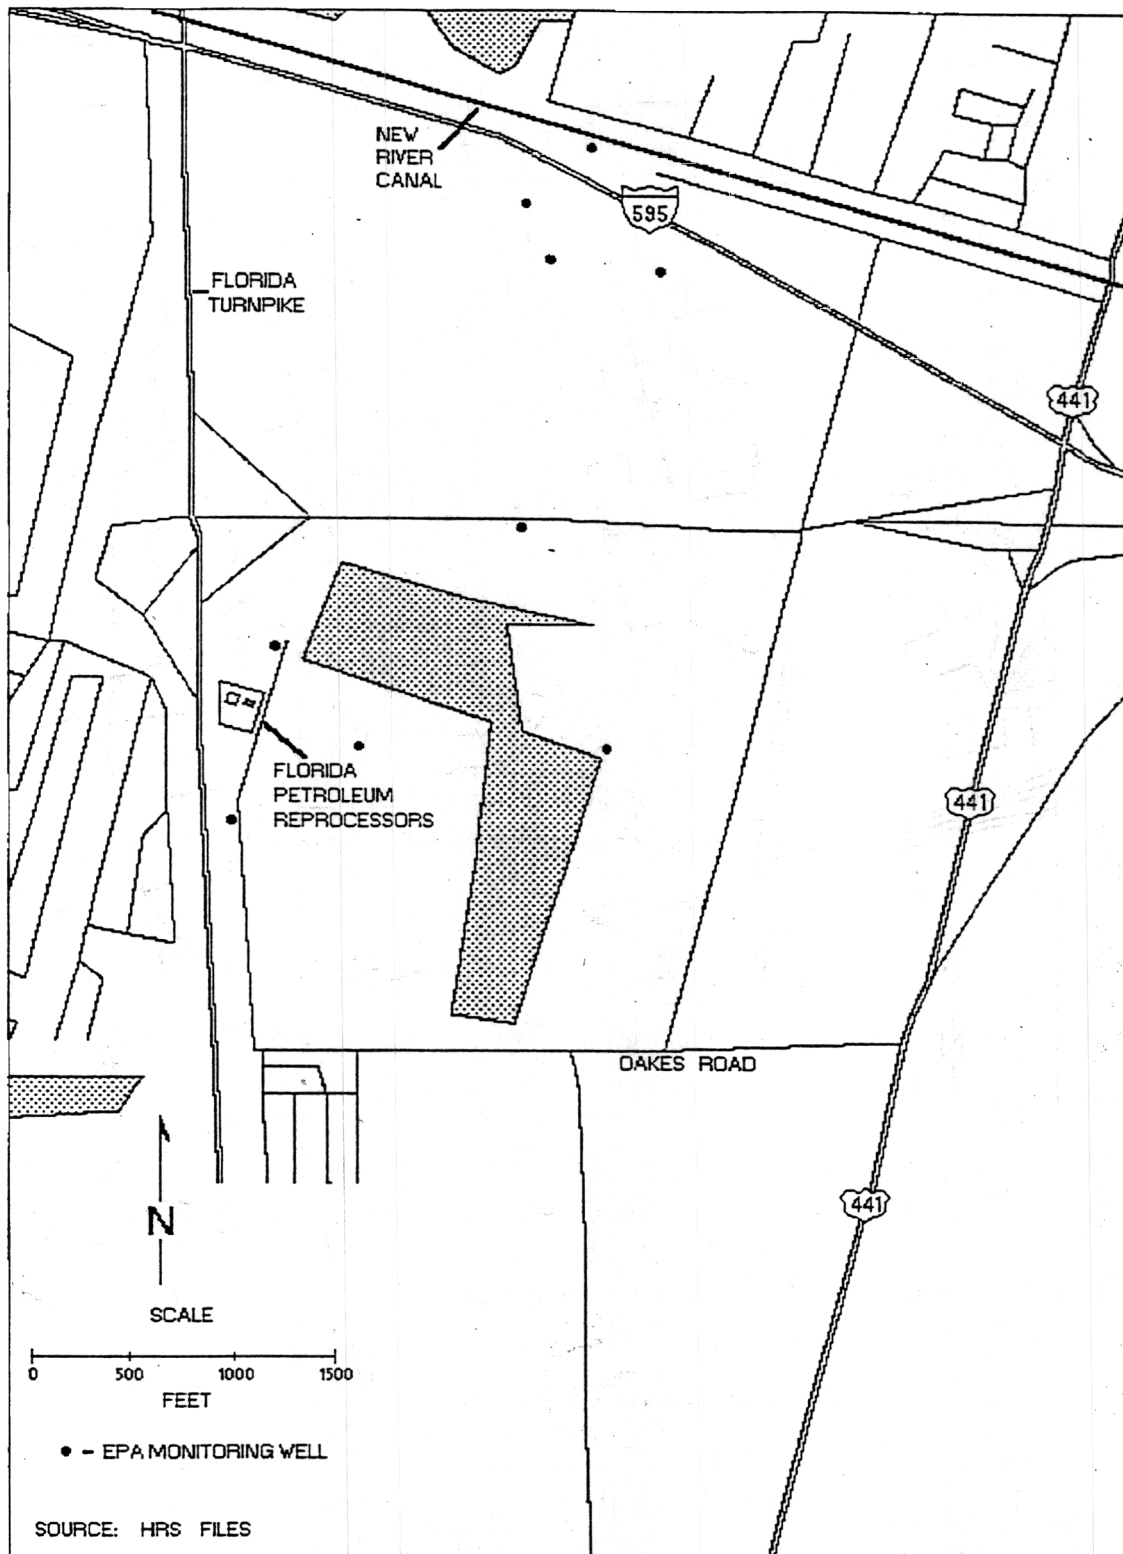 NEW
RIVER
CANAL
595
FLORIDA
TURNPIKE
441
FLORIDA
PETROLEUM
REPROCESSORS
441
OAKES ROAD
441
N
SCALE
0 500 1000 1500
FEET
• - EPA MONITORING WELL
SOURCE: HRS FILES